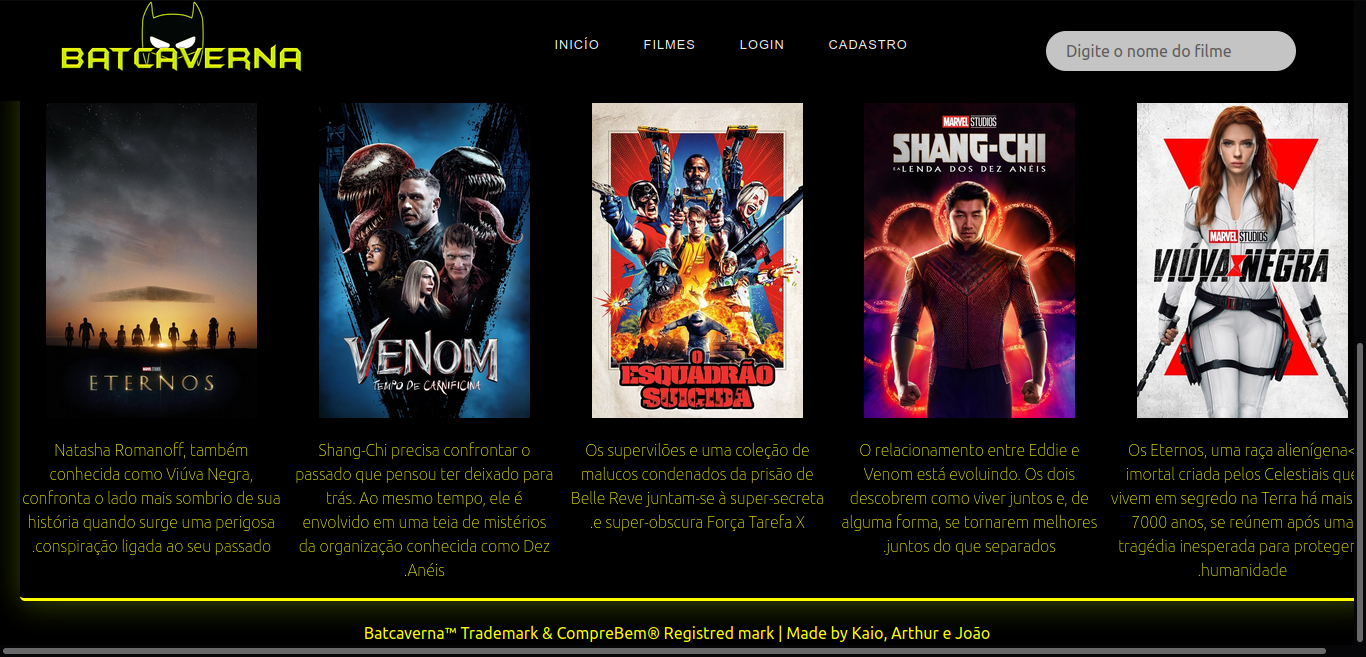 BATCAVERNA
INICÍO FILMES LOGIN CADASTRO
Digite o nome do filme
MARVEL STUDIOS
ETERNOS
VENOM
TEMPO DE CARNIFICINA
O
ESQUADRÃO
SUICIDA
MARVEL STUDIOS
SHANG-CHI
E A LENDA DOS DEZ ANÉIS
MARVEL STUDIOS
VIÚVA NEGRA
Natasha Romanoff, também
conhecida como Viúva Negra,
confronta o lado mais sombrio de sua
história quando surge uma perigosa
.conspiração ligada ao seu passado
Shang-Chi precisa confrontar o
passado que pensou ter deixado para
trás. Ao mesmo tempo, ele é
envolvido em uma teia de mistérios
da organização conhecida como Dez
.Anéis
Os supervilões e uma coleção de
malucos condenados da prisão de
Belle Reve juntam-se à super-secreta
.e super-obscura Força Tarefa X
O relacionamento entre Eddie e
Venom está evoluindo. Os dois
descobrem como viver juntos e, de
alguma forma, se tornarem melhores
.juntos do que separados
Os Eternos, uma raça alienígena<
imortal criada pelos Celestiais que
vivem em segredo na Terra há mais
7000 anos, se reúnem após uma
tragédia inesperada para proteger
.humanidade
Batcaverna™ Trademark & CompreBem® Registred mark | Made by Kaio, Arthur e João